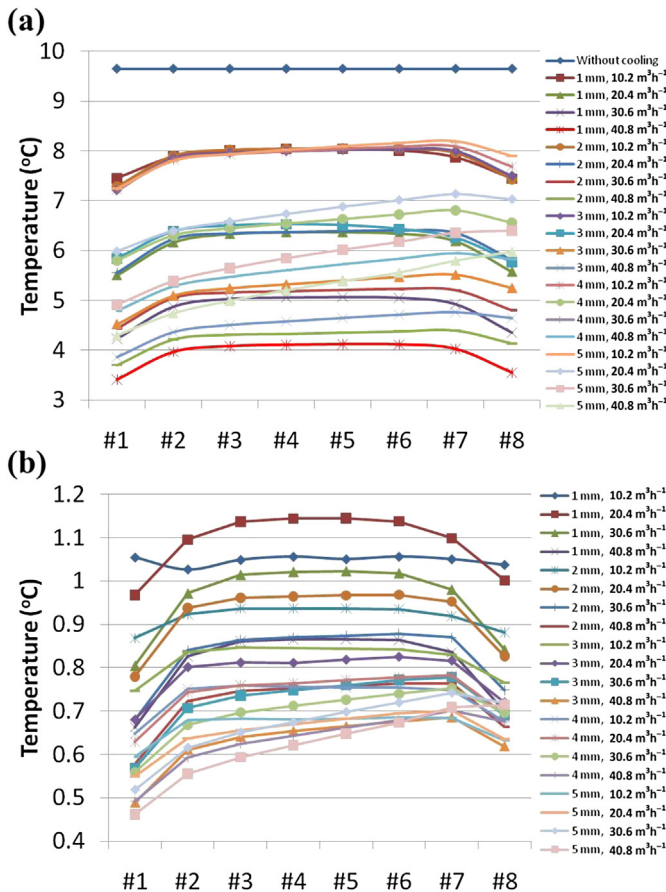 (a)
Temperature (°C)
10
9
8
7
6
5
4
3
#1 #2 #3 #4 #5 #6 #7 #8
Without cooling
1 mm, 10.2 m³h⁻¹
1 mm, 20.4 m³h⁻¹
1 mm, 30.6 m³h⁻¹
1 mm, 40.8 m³h⁻¹
2 mm, 10.2 m³h⁻¹
2 mm, 20.4 m³h⁻¹
2 mm, 30.6 m³h⁻¹
2 mm, 40.8 m³h⁻¹
3 mm, 10.2 m³h⁻¹
3 mm, 20.4 m³h⁻¹
3 mm, 30.6 m³h⁻¹
3 mm, 40.8 m³h⁻¹
4 mm, 10.2 m³h⁻¹
4 mm, 20.4 m³h⁻¹
4 mm, 30.6 m³h⁻¹
4 mm, 40.8 m³h⁻¹
5 mm, 10.2 m³h⁻¹
5 mm, 20.4 m³h⁻¹
5 mm, 30.6 m³h⁻¹
5 mm, 40.8 m³h⁻¹
(b)
Temperature (°C)
1.2
1.1
1
0.9
0.8
0.7
0.6
0.5
0.4
#1 #2 #3 #4 #5 #6 #7 #8
1 mm, 10.2 m³h⁻¹
1 mm, 20.4 m³h⁻¹
1 mm, 30.6 m³h⁻¹
1 mm, 40.8 m³h⁻¹
2 mm, 10.2 m³h⁻¹
2 mm, 20.4 m³h⁻¹
2 mm, 30.6 m³h⁻¹
2 mm, 40.8 m³h⁻¹
3 mm, 10.2 m³h⁻¹
3 mm, 20.4 m³h⁻¹
3 mm, 30.6 m³h⁻¹
3 mm, 40.8 m³h⁻¹
4 mm, 10.2 m³h⁻¹
4 mm, 20.4 m³h⁻¹
4 mm, 30.6 m³h⁻¹
4 mm, 40.8 m³h⁻¹
5 mm, 10.2 m³h⁻¹
5 mm, 20.4 m³h⁻¹
5 mm, 30.6 m³h⁻¹
5 mm, 40.8 m³h⁻¹